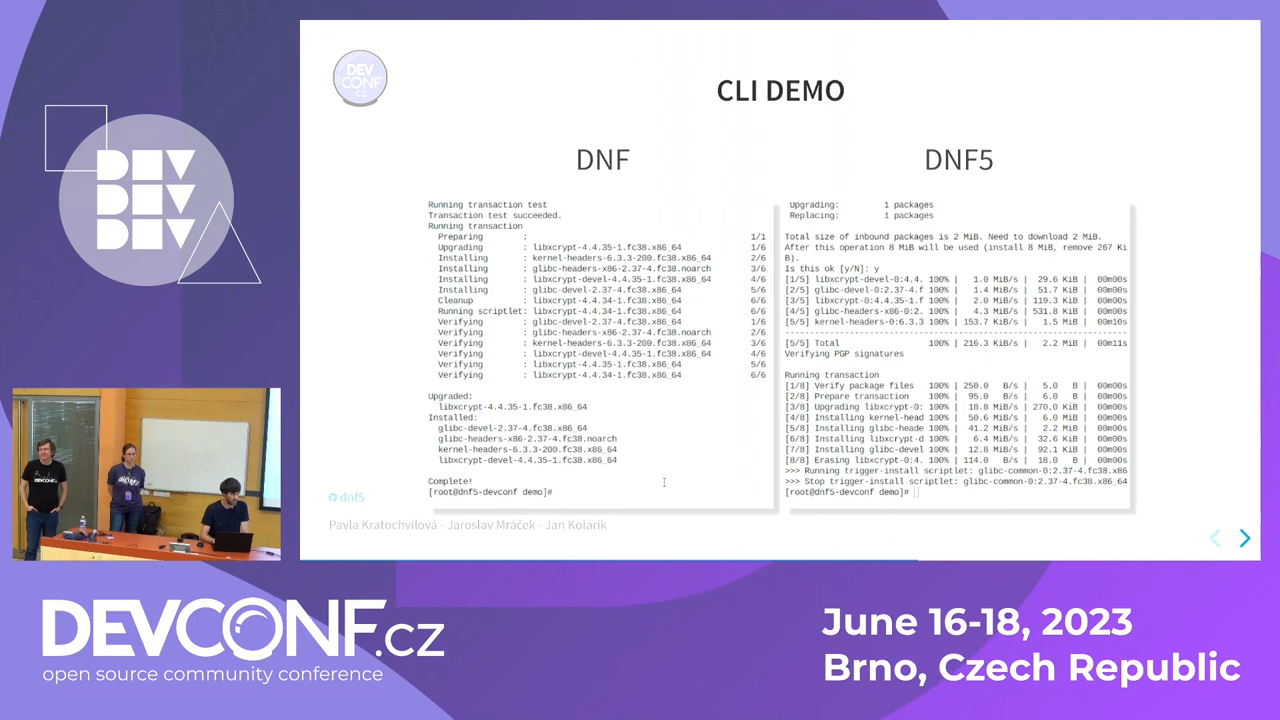 DEV
CONF
.CZ
CLI DEMO
DNF
DNF5
DEV
DEV
DEV
Running transaction test
Transaction test succeeded.
Running transaction
Preparing : 1/1
Upgrading : libxcrypt-4.4.35-1.fc38.x86_64 1/6
Installing : kernel-headers-6.3.3-200.fc38.x86_64 2/6
Installing : glibc-headers-x86-2.37-4.fc38.noarch 3/6
Installing : libxcrypt-devel-4.4.35-1.fc38.x86_64 4/6
Installing : glibc-devel-2.37-4.fc38.x86_64 5/6
Cleanup : libxcrypt-4.4.34-1.fc38.x86_64 6/6
Running scriptlet: libxcrypt-4.4.34-1.fc38.x86_64 6/6
Verifying : glibc-devel-2.37-4.fc38.x86_64 1/6
Verifying : glibc-headers-x86-2.37-4.fc38.noarch 2/6
Verifying : kernel-headers-6.3.3-200.fc38.x86_64 3/6
Verifying : libxcrypt-devel-4.4.35-1.fc38.x86_64 4/6
Verifying : libxcrypt-4.4.35-1.fc38.x86_64 5/6
Verifying : libxcrypt-4.4.34-1.fc38.x86_64 6/6
Upgraded:
libxcrypt-4.4.35-1.fc38.x86_64
Installed:
glibc-devel-2.37-4.fc38.x86_64
glibc-headers-x86-2.37-4.fc38.noarch
kernel-headers-6.3.3-200.fc38.x86_64
libxcrypt-devel-4.4.35-1.fc38.x86_64
Complete!
[root@dnf5-devconf demo]#
Upgrading: 1 packages
Replacing: 1 packages
Total size of inbound packages is 2 MiB. Need to download 2 MiB.
After this operation 8 MiB will be used (install 8 MiB, remove 267 Ki
B).
Is this ok [y/N]: y
[1/5] libxcrypt-devel-0:4.4. 100% | 1.0 MiB/s | 29.6 KiB | 00m00s
[2/5] glibc-devel-0:2.37-4.f 100% | 1.4 MiB/s | 51.7 KiB | 00m00s
[3/5] libxcrypt-0:4.4.35-1.f 100% | 2.0 MiB/s | 119.3 KiB | 00m00s
[4/5] glibc-headers-x86-0:2. 100% | 4.3 MiB/s | 531.8 KiB | 00m00s
[5/5] kernel-headers-0:6.3.3 100% | 153.7 KiB/s | 1.5 MiB | 00m10s
---------------------------------------------------------------------
[5/5] Total 100% | 216.3 KiB/s | 2.2 MiB | 00m11s
Verifying PGP signatures
Running transaction
[1/8] Verify package files 100% | 250.0 B/s | 5.0 B | 00m00s
[2/8] Prepare transaction 100% | 95.0 B/s | 6.0 B | 00m00s
[3/8] Upgrading libxcrypt-0: 100% | 18.8 MiB/s | 270.0 KiB | 00m00s
[4/8] Installing kernel-head 100% | 50.6 MiB/s | 6.0 MiB | 00m00s
[5/8] Installing glibc-heade 100% | 41.2 MiB/s | 2.2 MiB | 00m00s
[6/8] Installing libxcrypt-d 100% | 6.4 MiB/s | 32.6 KiB | 00m00s
[7/8] Installing glibc-devel 100% | 12.8 MiB/s | 92.1 KiB | 00m00s
[8/8] Erasing libxcrypt-0:4. 100% | 114.0 B/s | 18.0 B | 00m00s
>>> Running trigger-install scriptlet: glibc-common-0:2.37-4.fc38.x86
>>> Stop trigger-install scriptlet: glibc-common-0:2.37-4.fc38.x86_64
[root@dnf5-devconf demo]#
dnf5
Pavla Kratochvílová - Jaroslav Mráček - Jan Kolárik
DEVCONF.cz
open source community conference
June 16-18, 2023
Brno, Czech Republic